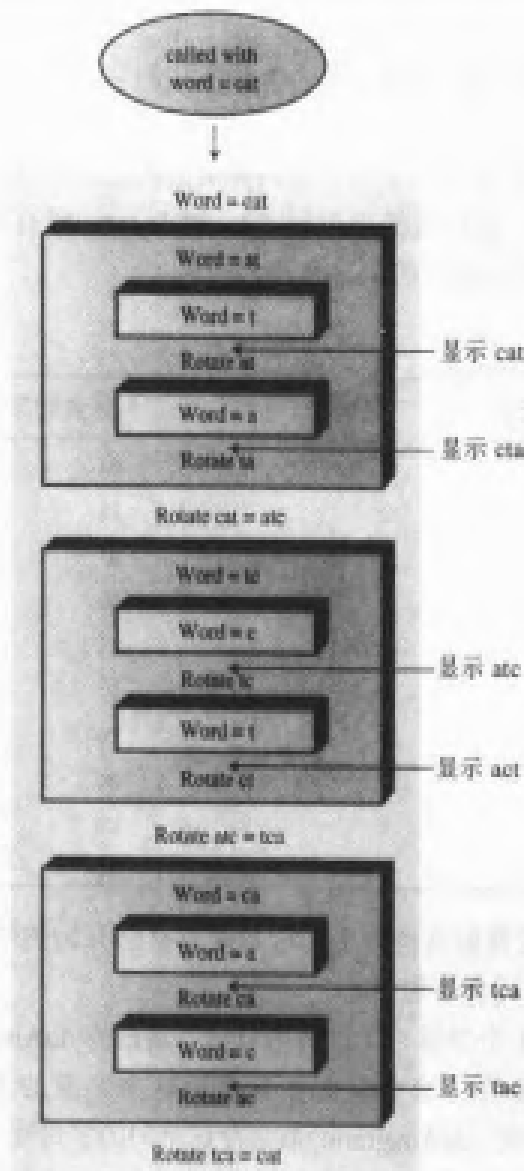 called with
word = cat
Word = cat
Word = at
Word = t
显示 cat
Rotate at
Word = a
显示 cta
Rotate ta
Rotate cat = atc
Word = tc
Word = c
显示 atc
Rotate tc
Word = t
显示 act
Rotate ct
Rotate atc = tca
Word = ca
Word = a
显示 tca
Rotate ca
Word = c
显示 tac
Rotate ac
Rotate tca = cat